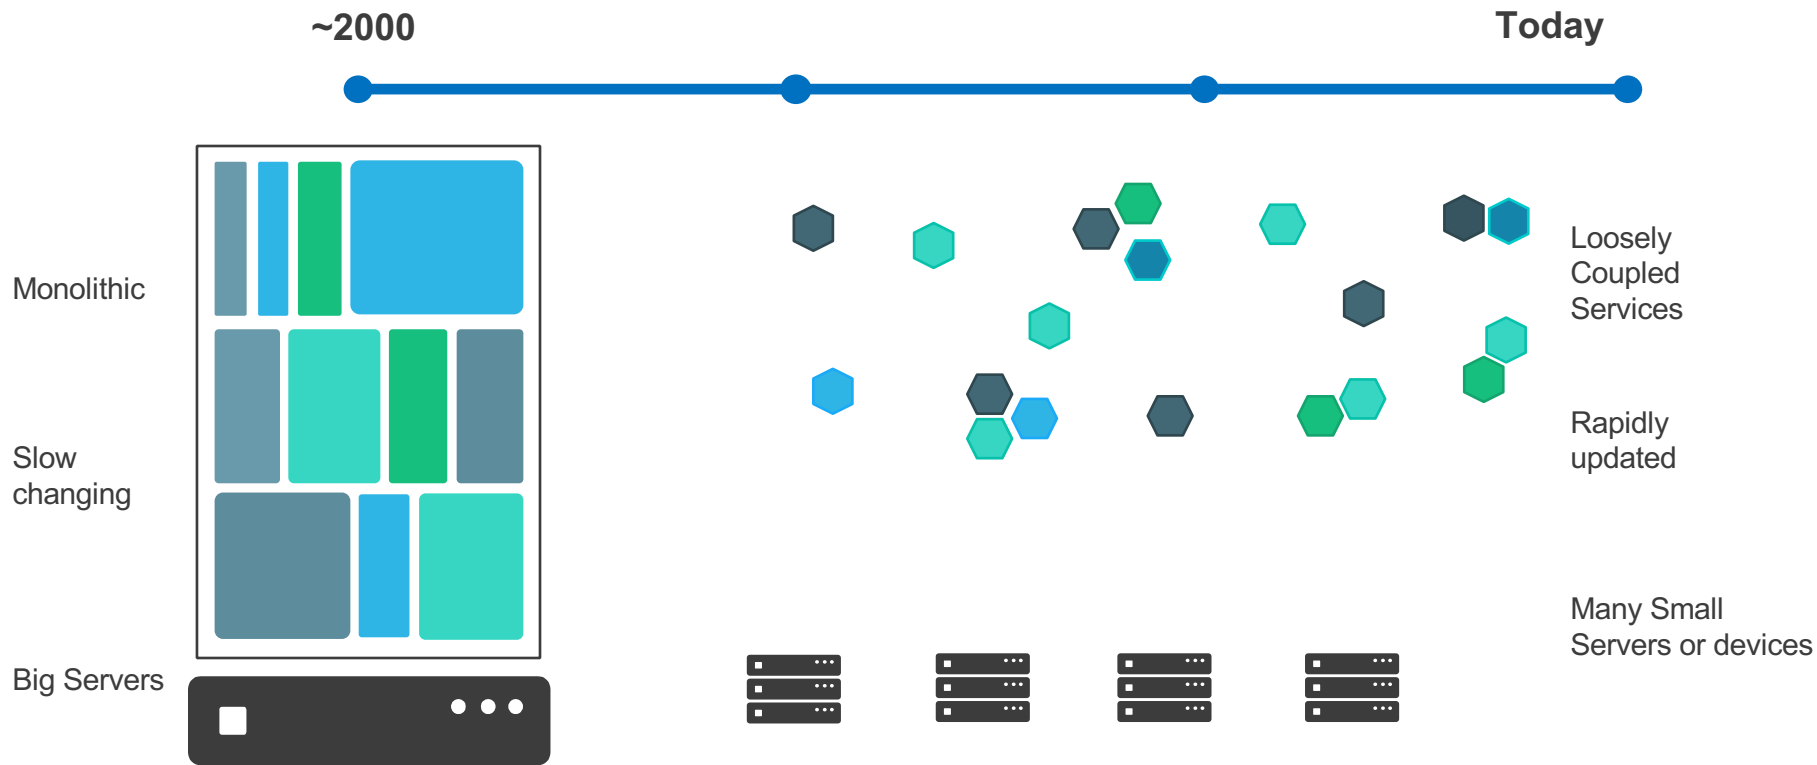 ~2000
Today
Monolithic
Slow
changing
Big Servers
Loosely
Coupled
Services
Rapidly
updated
Many Small
Servers or devices